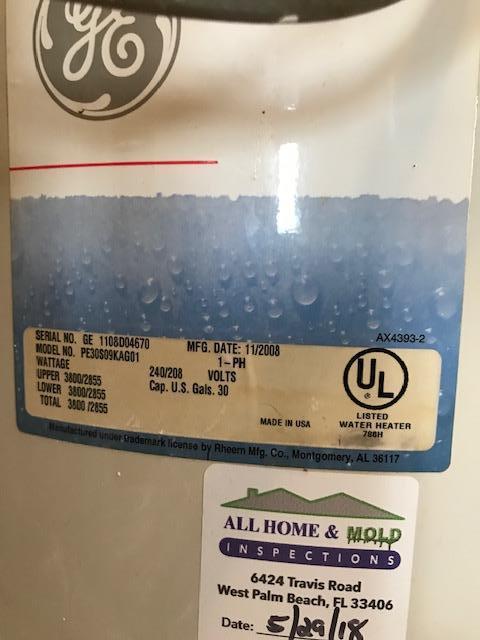 GE
SERIAL NO. GE 1108D04670
MODEL NO. PE30S09KAG01
MFG. DATE: 11/2008
WATTAGE
1-PH
240/208 VOLTS
UPPER 3800/2855
Cap. U.S. Gals. 30
LOWER 3800/2855
TOTAL 3800/2855
MADE IN USA
AX4393-2
UL
®
LISTED
WATER HEATER
786H
Manufactured under trademark license by Rheem Mfg. Co., Montgomery, AL 36117
ALL HOME & MOLD
INSPECTIONS
6424 Travis Road
West Palm Beach, FL 33406
Date: 5/29/18